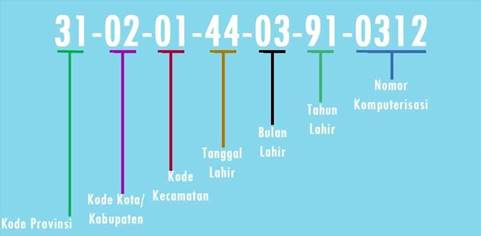 31-02-01-44-03-91-0312
Nomor
Komputerisasi
Tahun
Lahir
Bulan
Lahir
Tanggal
Lahir
Kode
Kecamatan
Kode Kota/
Kabupaten
Kode Provinsi